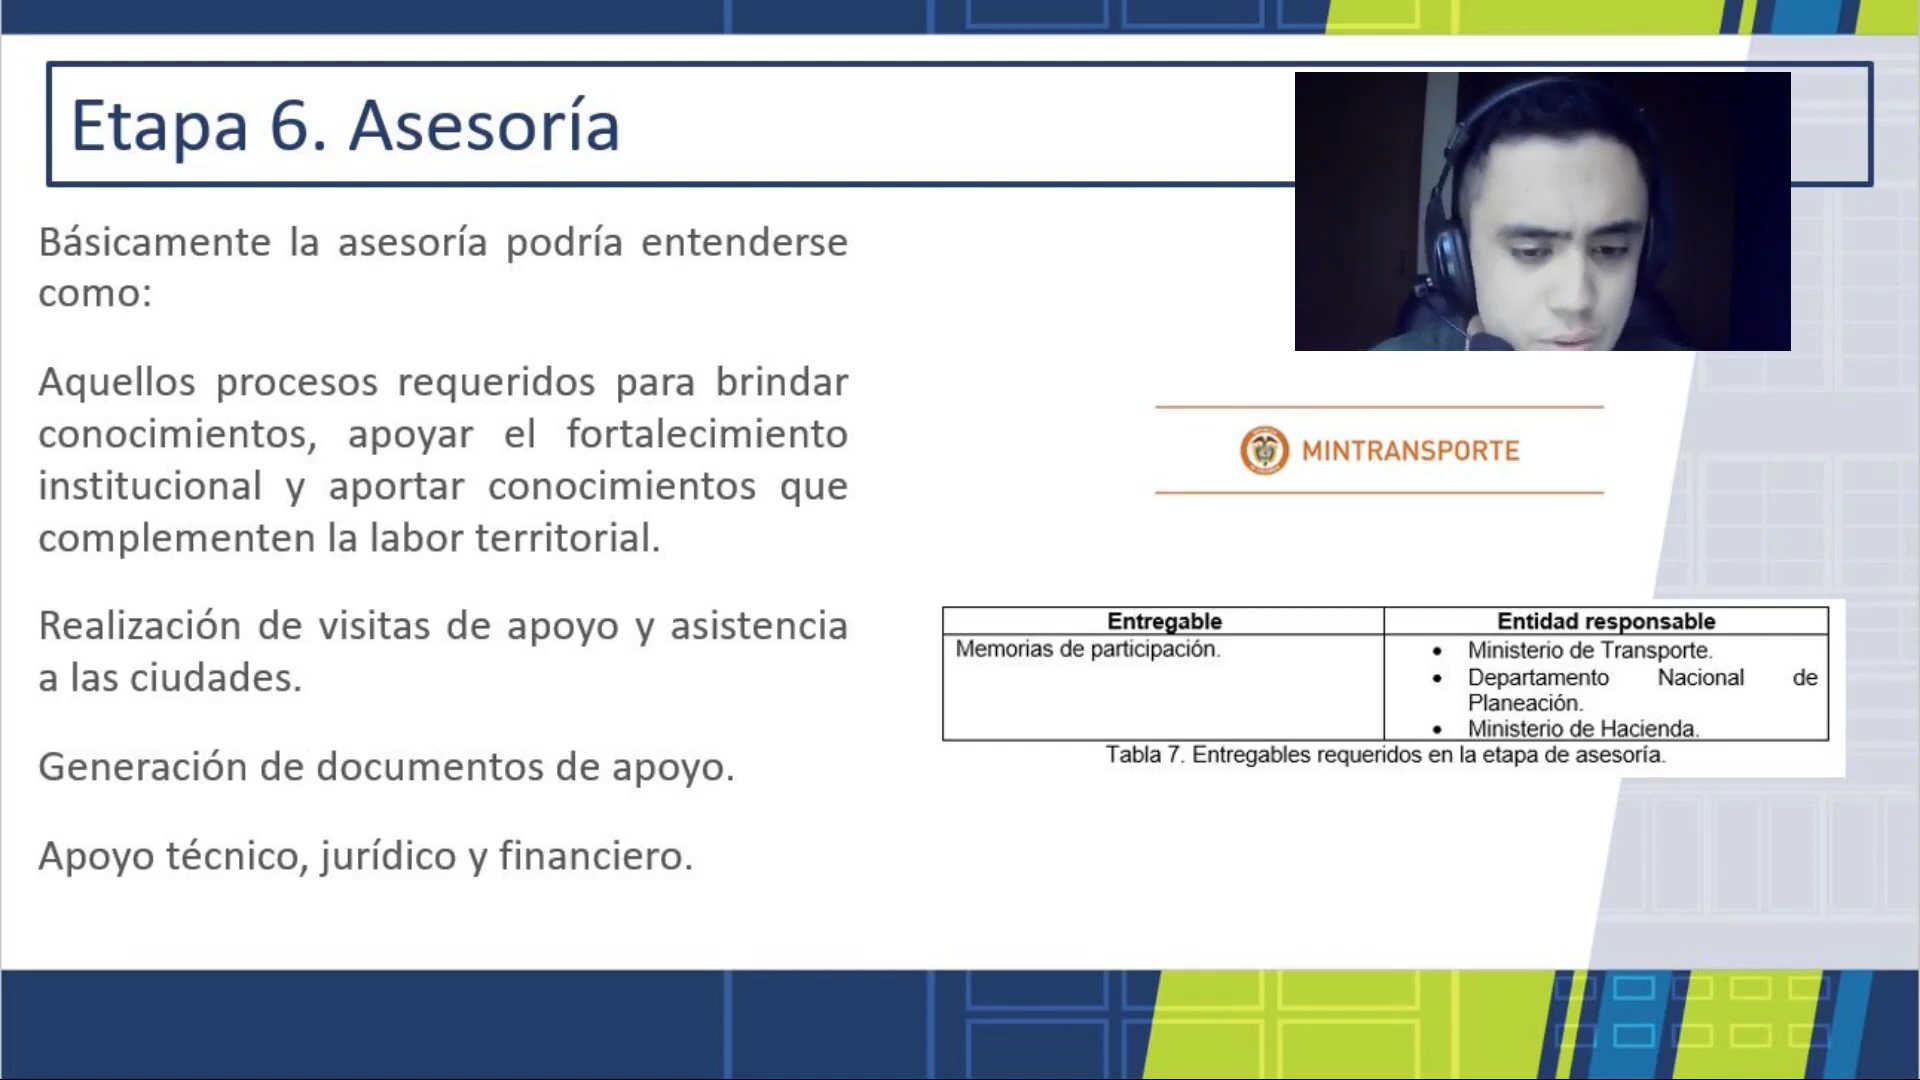 Etapa 6. Asesoría
Básicamente la asesoría podría entenderse
como:
Aquellos procesos requeridos para brindar
conocimientos, apoyar el fortalecimiento
institucional y aportar conocimientos que
complementen la labor territorial.
Realización de visitas de apoyo y asistencia
a las ciudades.
Generación de documentos de apoyo.
Apoyo técnico, jurídico y financiero.
MINTRANSPORTE
Entregable Entidad responsable
Memorias de participación.
• Ministerio de Transporte.
• Departamento Nacional de
Planeación.
• Ministerio de Hacienda.
Tabla 7. Entregables requeridos en la etapa de asesoría.